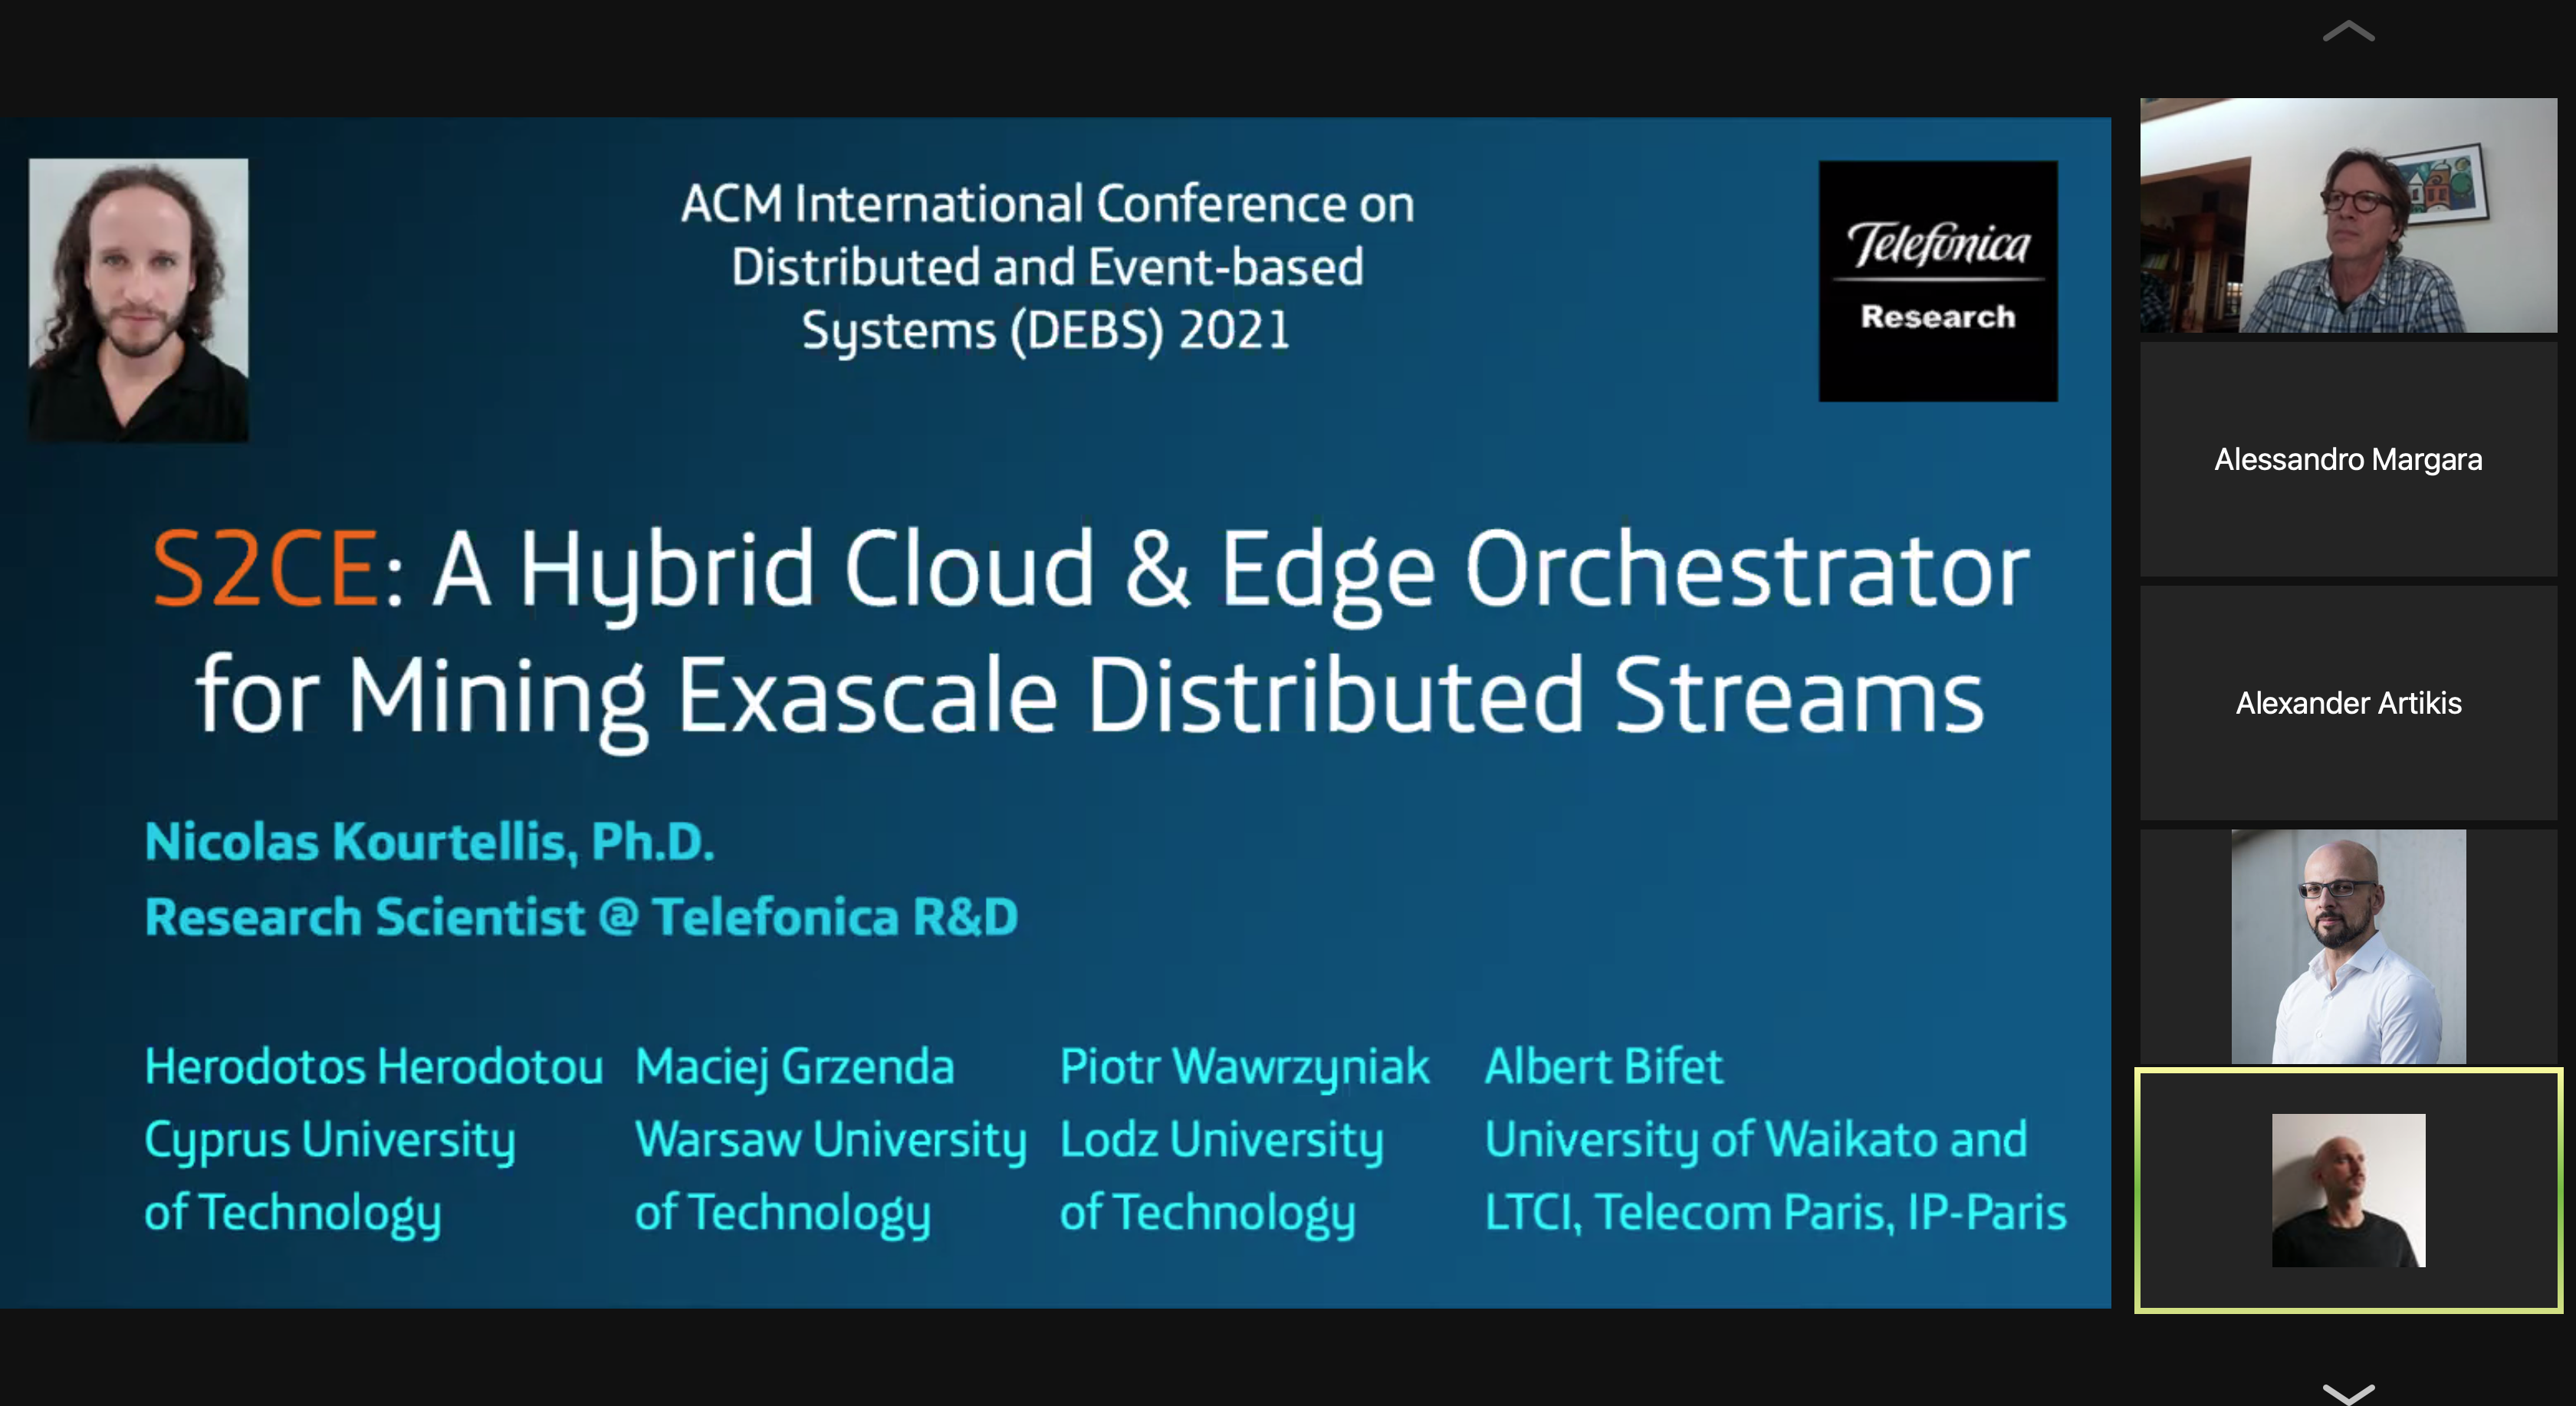 ACM International Conference on
Distributed and Event-based
Systems (DEBS) 2021
Telefónica
Research
S2CE: A Hybrid Cloud & Edge Orchestrator
for Mining Exascale Distributed Streams
Nicolas Kourtellis, Ph.D.
Research Scientist @ Telefonica R&D
Herodotos Herodotou
Cyprus University
of Technology
Maciej Grzenda
Warsaw University
of Technology
Piotr Wawrzyniak
Lodz University
of Technology
Albert Bifet
University of Waikato and
LTCI, Telecom Paris, IP-Paris
Alessandro Margara
Alexander Artikis